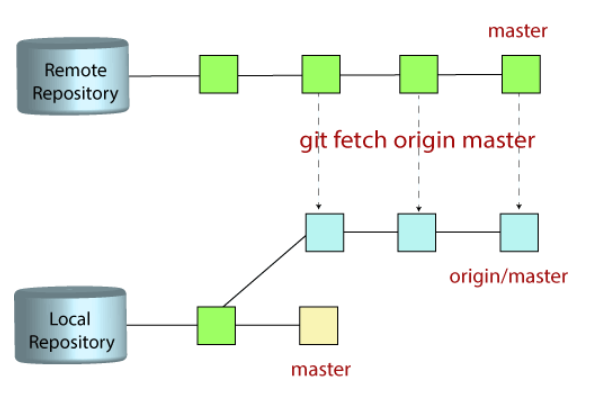 master
Remote
Repository
git fetch origin master
origin/master
Local
Repository
master